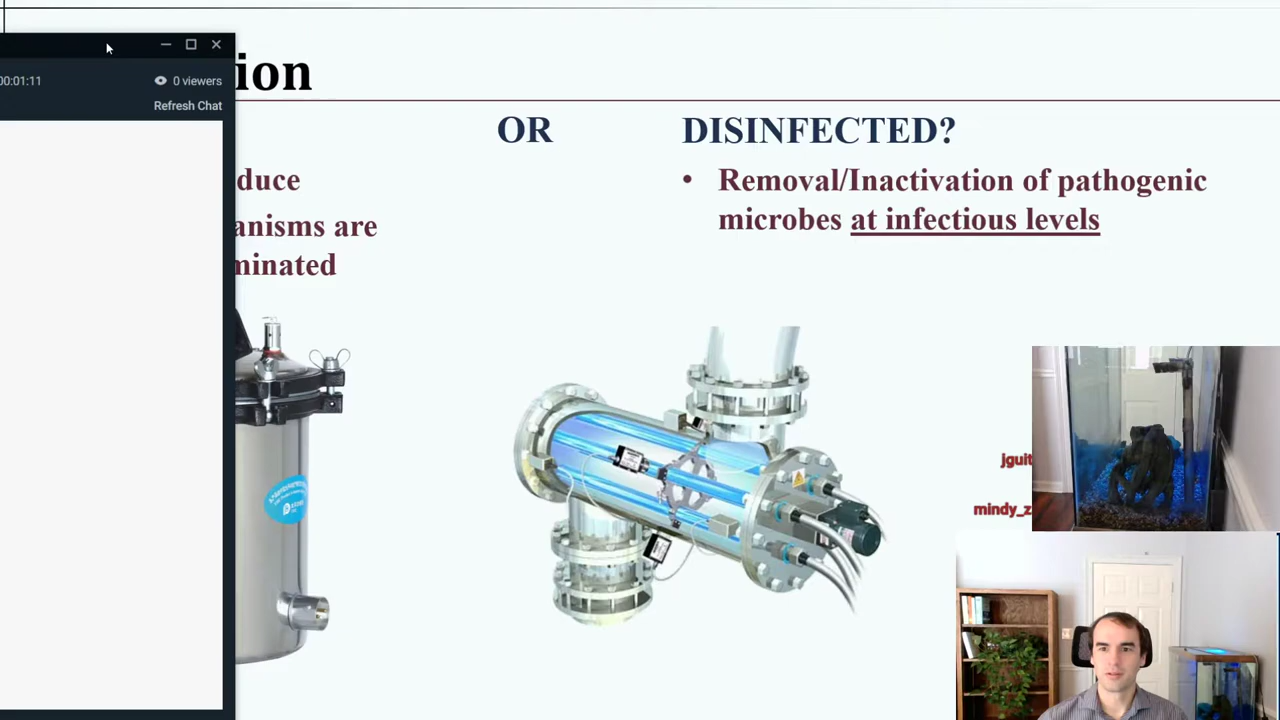 00:01:11
0 viewers
Refresh Chat
ion
OR
DISINFECTED?
duce
anisms are
minated
• Removal/Inactivation of pathogenic
microbes at infectious levels
jguit
mindy_z